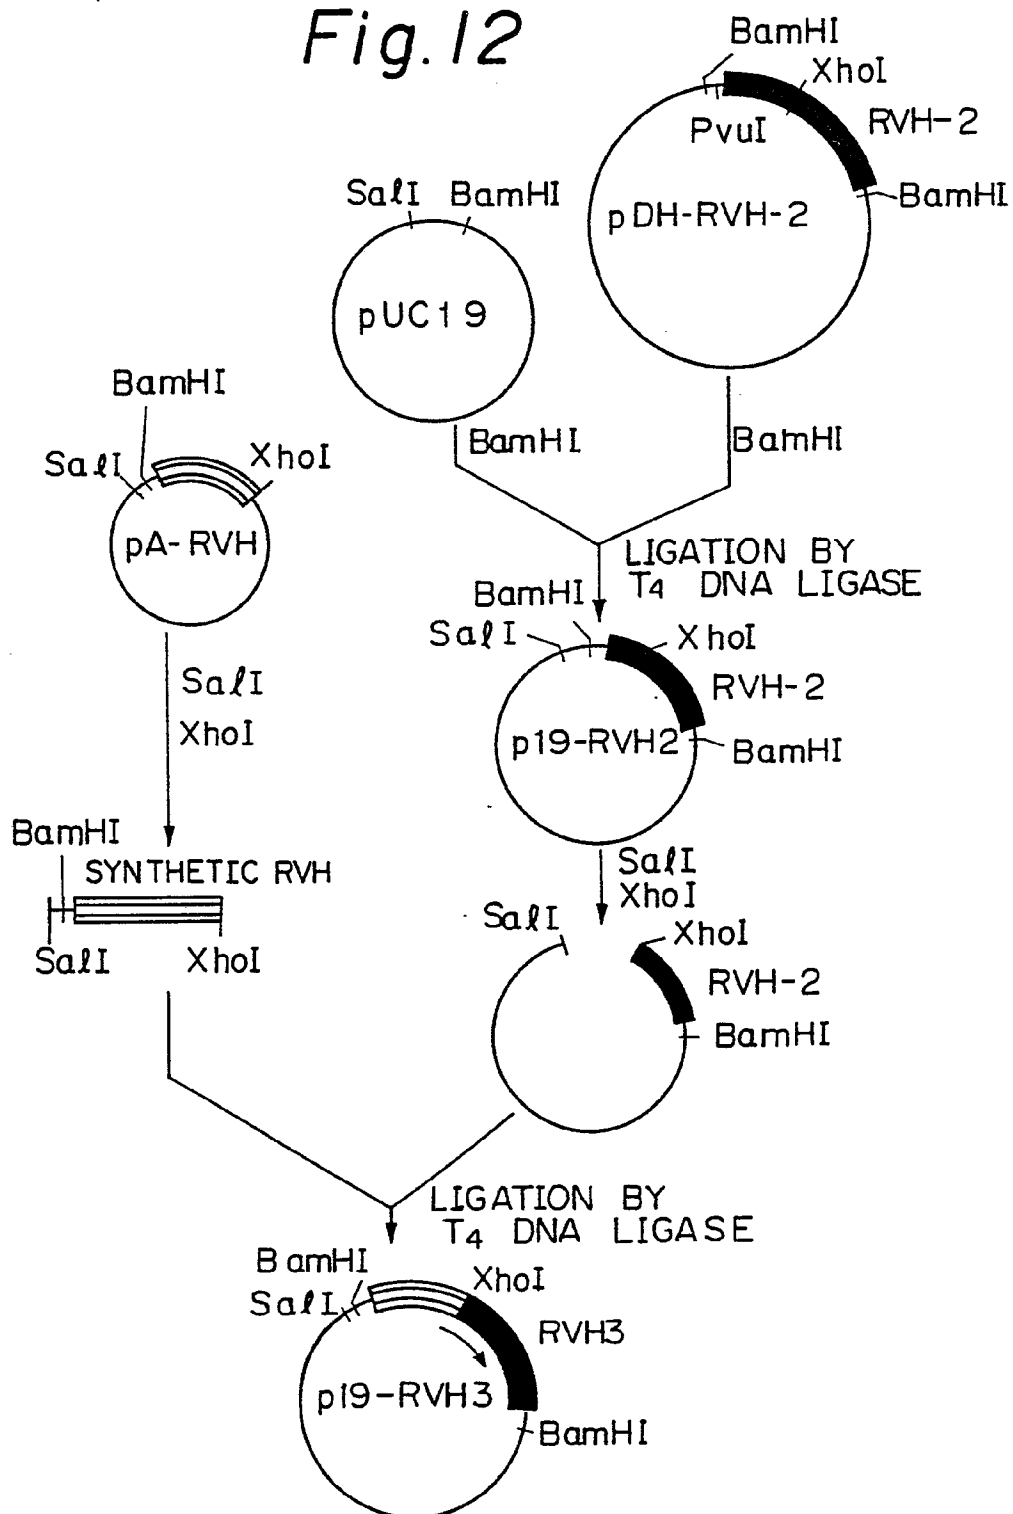 Fig. 12
BamHI
XhoI
PvuI
RVH-2
SalI BamHI
BamHI
pDH-RVH-2
pUC19
BamHI
SalI
XhoI
BamHI
BamHI
pA-RVH
LIGATION BY
T4 DNA LIGASE
BamHI
SalI
XhoI
SalI
RVH-2
XhoI
p19-RVH2
BamHI
BamHI
SYNTHETIC RVH
SalI
XhoI
SalI
XhoI
SalI XhoI
RVH-2
BamHI
LIGATION BY
T4 DNA LIGASE
BamHI
XhoI
SalI
RVH3
p19-RVH3
BamHI